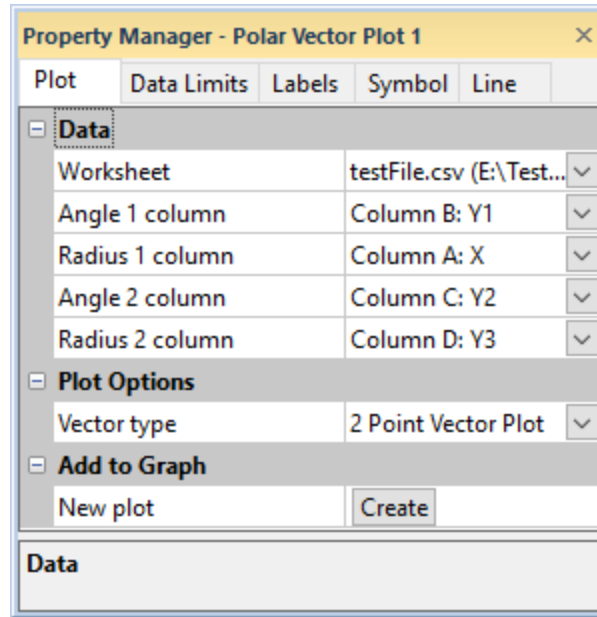 Property Manager - Polar Vector Plot 1
Plot Data Limits Labels Symbol Line
Data
Worksheet testFile.csv (E:\Test...
Angle 1 column Column B: Y1
Radius 1 column Column A: X
Angle 2 column Column C: Y2
Radius 2 column Column D: Y3
Plot Options
Vector type 2 Point Vector Plot
Add to Graph
New plot Create
Data